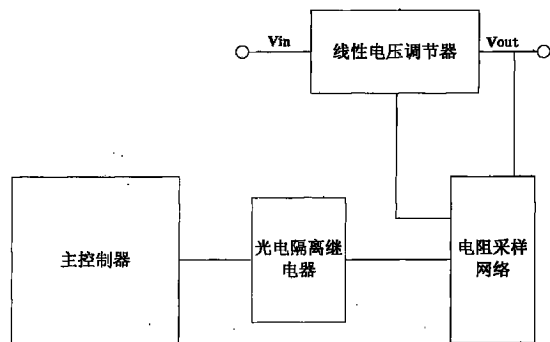 Vin
线性电压调节器
Vout
主控制器
光电隔离继
电器
电阻采样
网络